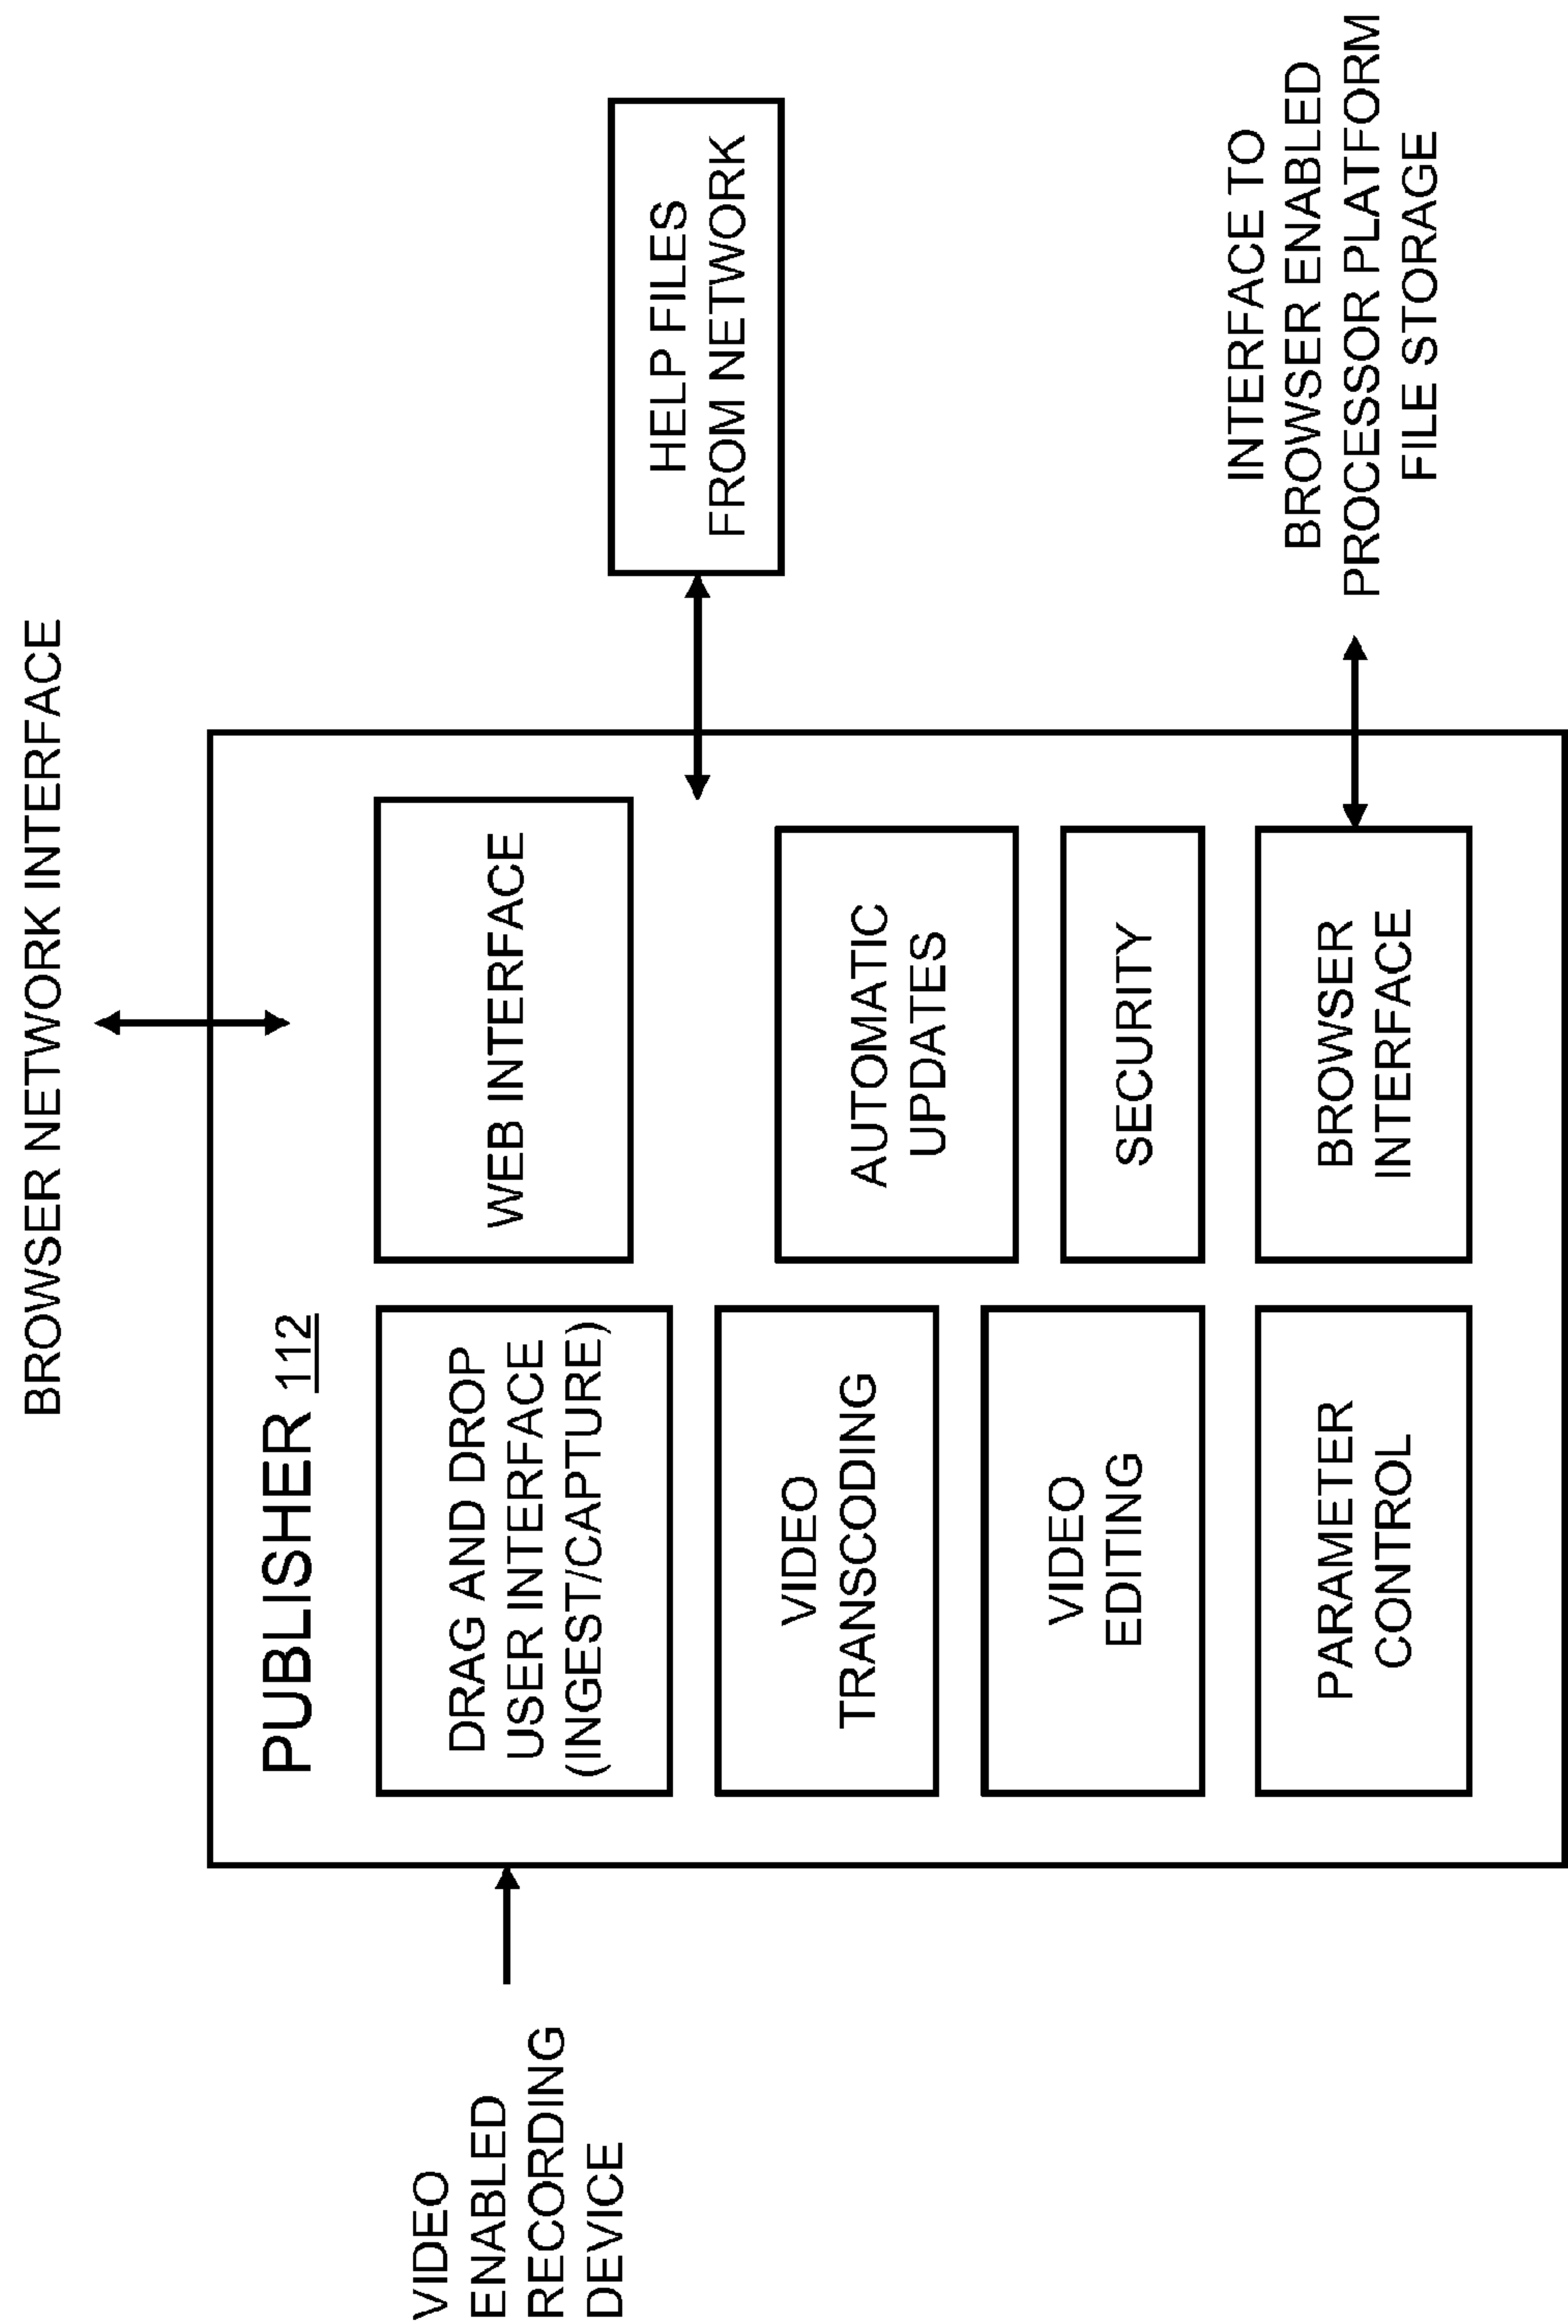 BROWSER NETWORK INTERFACE
PUBLISHER 112
VIDEO
ENABLED
RECORDING
DEVICE
DRAG AND DROP
USER INTERFACE
(INGEST/CAPTURE)
WEB INTERFACE
HELP FILES
FROM NETWORK
VIDEO
TRANSCODING
AUTOMATIC
UPDATES
VIDEO
EDITING
SECURITY
PARAMETER
CONTROL
BROWSER
INTERFACE
INTERFACE TO
BROWSER ENABLED
PROCESSOR PLATFORM
FILE STORAGE